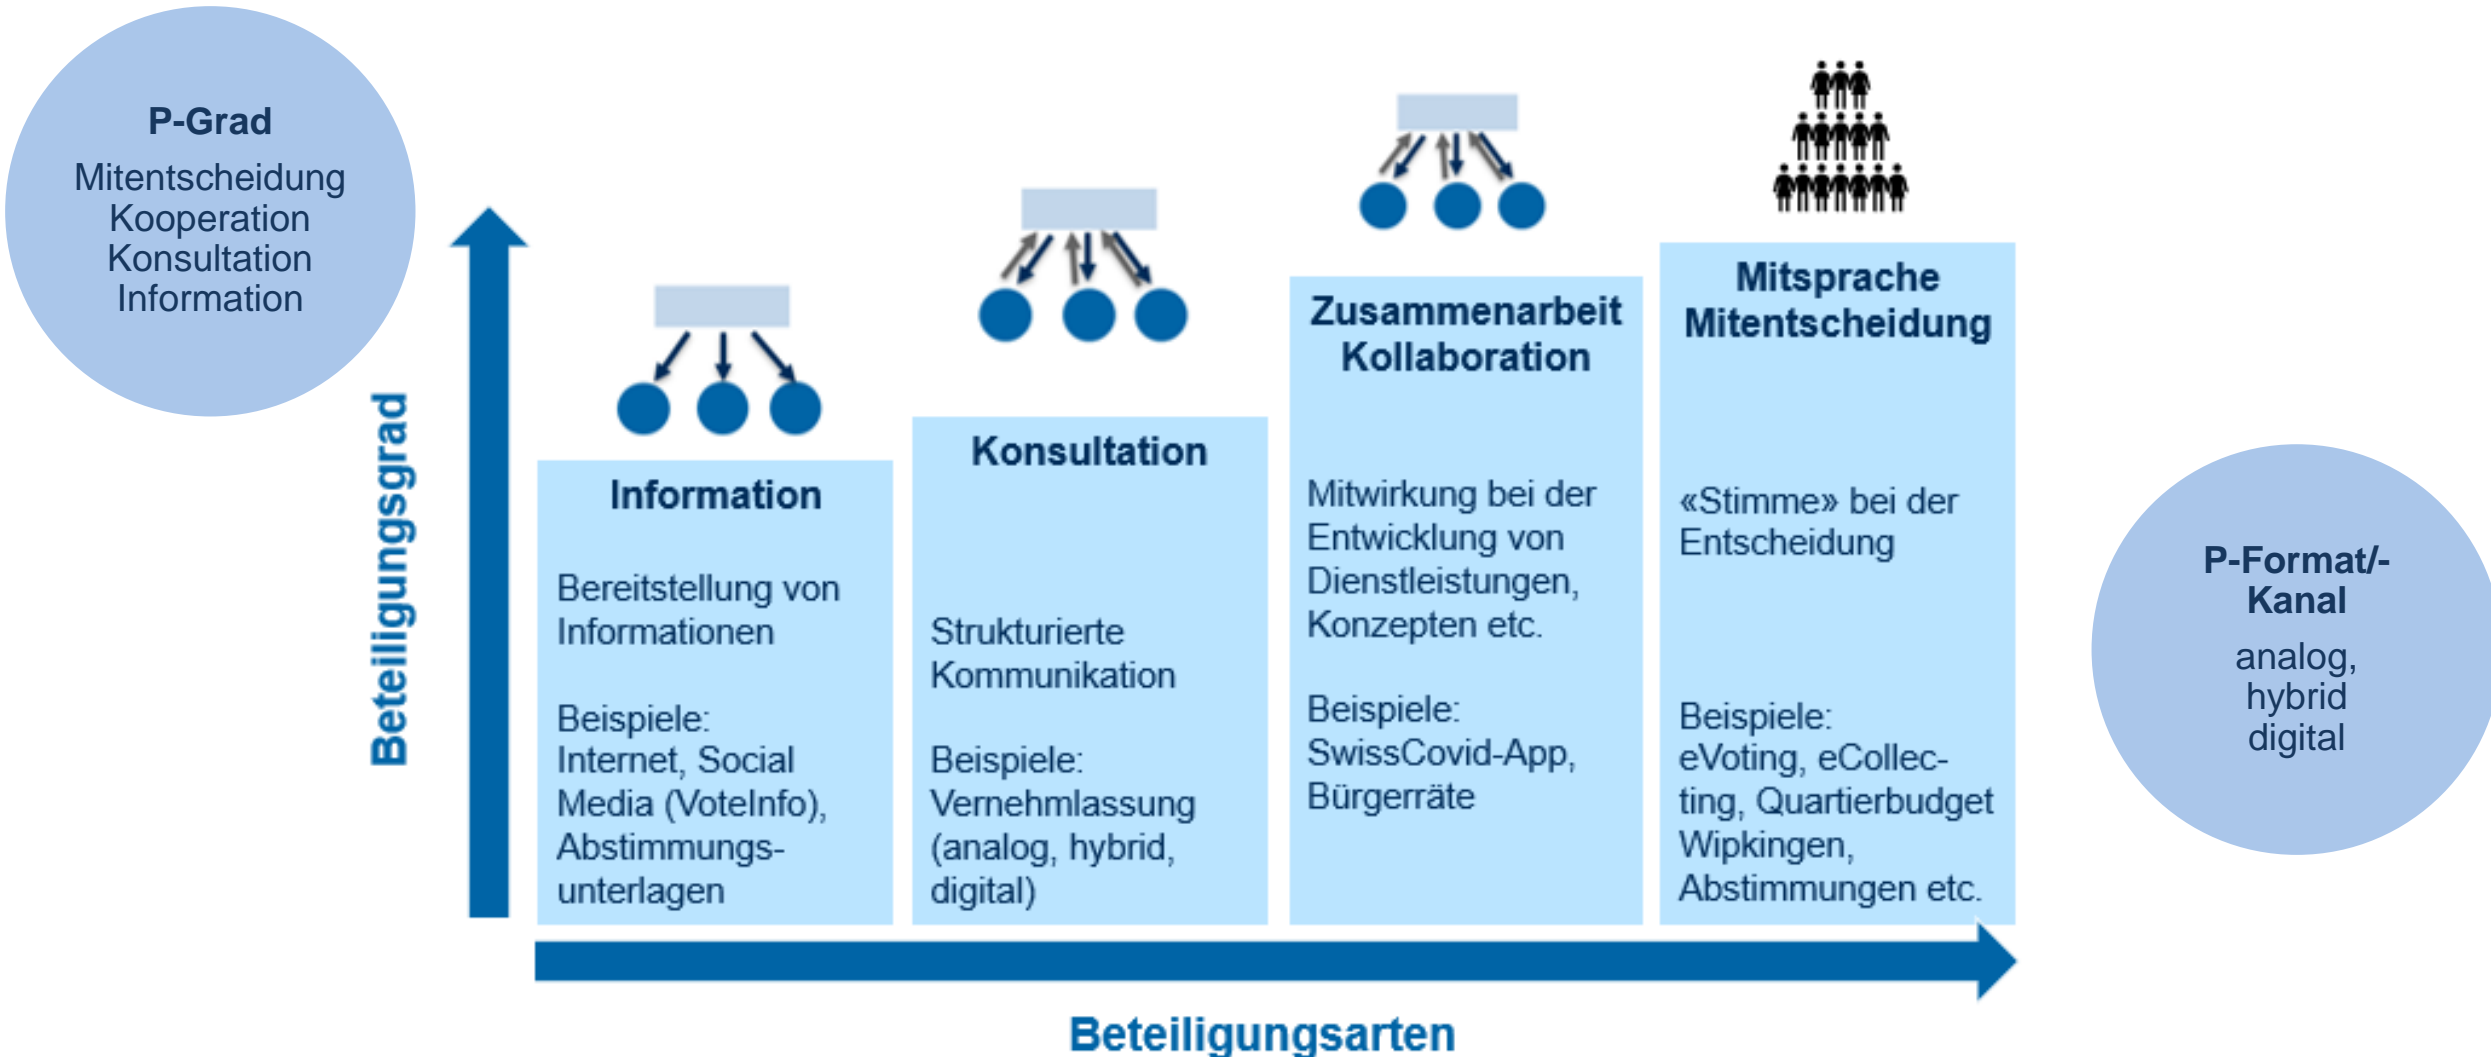 P-Grad
Mitentscheidung
Kooperation
Konsultation
Information
Beteiligungsgrad
Information
Bereitstellung von
Informationen
Beispiele:
Internet, Social
Media (VoteInfo),
Abstimmungs-
unterlagen
Konsultation
Strukturierte
Kommunikation
Beispiele:
Vernehmlassung
(analog, hybrid,
digital)
Zusammenarbeit
Kollaboration
Mitwirkung bei der
Entwicklung von
Dienstleistungen,
Konzepten etc.
Beispiele:
SwissCovid-App,
Bürgerräte
Mitsprache
Mitentscheidung
«Stimme» bei der
Entscheidung
Beispiele:
eVoting, eCollec-
ting, Quartierbudget
Wipkingen,
Abstimmungen etc.
P-Format/-
Kanal
analog,
hybrid
digital
Beteiligungsarten